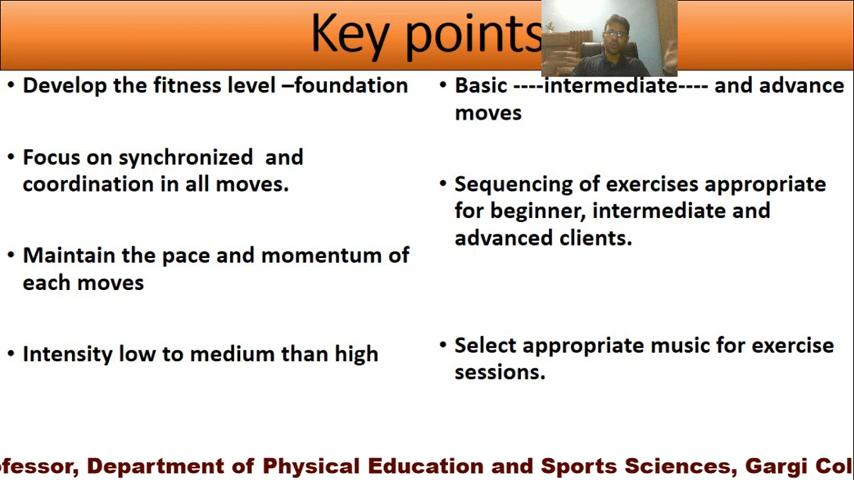 Key points
• Develop the fitness level –foundation
• Focus on synchronized and
coordination in all moves.
• Maintain the pace and momentum of
each moves
• Intensity low to medium than high
• Basic ----intermediate---- and advance
moves
• Sequencing of exercises appropriate
for beginner, intermediate and
advanced clients.
• Select appropriate music for exercise
sessions.
ofessor, Department of Physical Education and Sports Sciences, Gargi Col